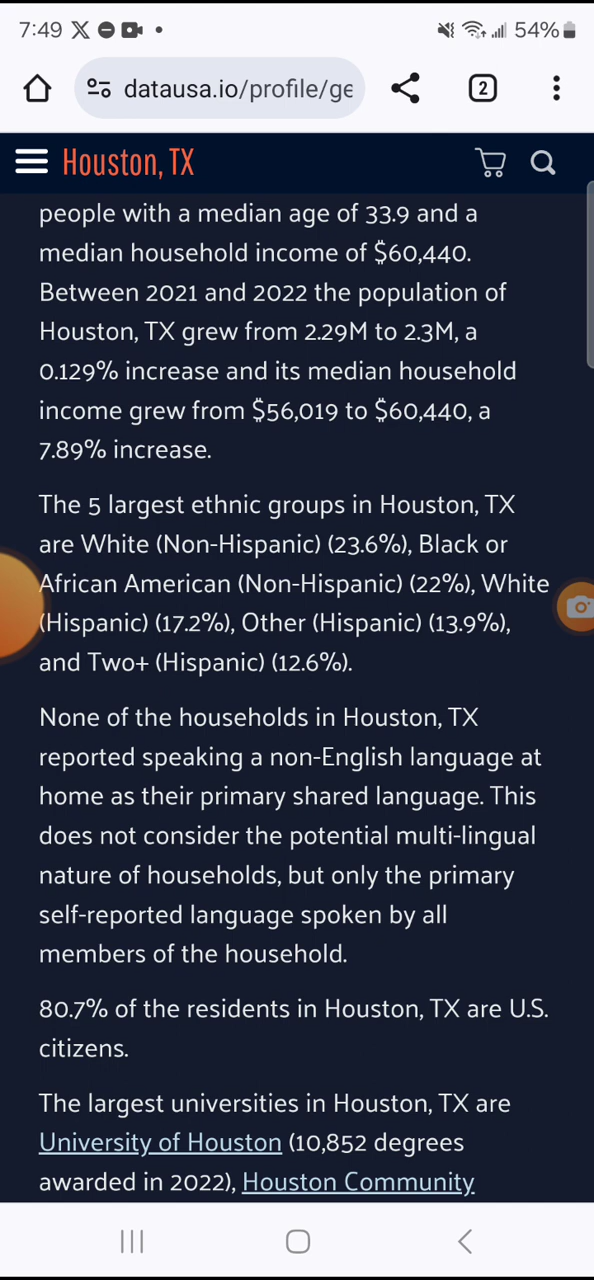 7:49 X 54%
datausa.io/profile/ge 2
Houston, TX
people with a median age of 33.9 and a
median household income of $60,440.
Between 2021 and 2022 the population of
Houston, TX grew from 2.29M to 2.3M, a
0.129% increase and its median household
income grew from $56,019 to $60,440, a
7.89% increase.
The 5 largest ethnic groups in Houston, TX
are White (Non-Hispanic) (23.6%), Black or
African American (Non-Hispanic) (22%), White
(Hispanic) (17.2%), Other (Hispanic) (13.9%),
and Two+ (Hispanic) (12.6%).
None of the households in Houston, TX
reported speaking a non-English language at
home as their primary shared language. This
does not consider the potential multi-lingual
nature of households, but only the primary
self-reported language spoken by all
members of the household.
80.7% of the residents in Houston, TX are U.S.
citizens.
The largest universities in Houston, TX are
University of Houston (10,852 degrees
awarded in 2022), Houston Community